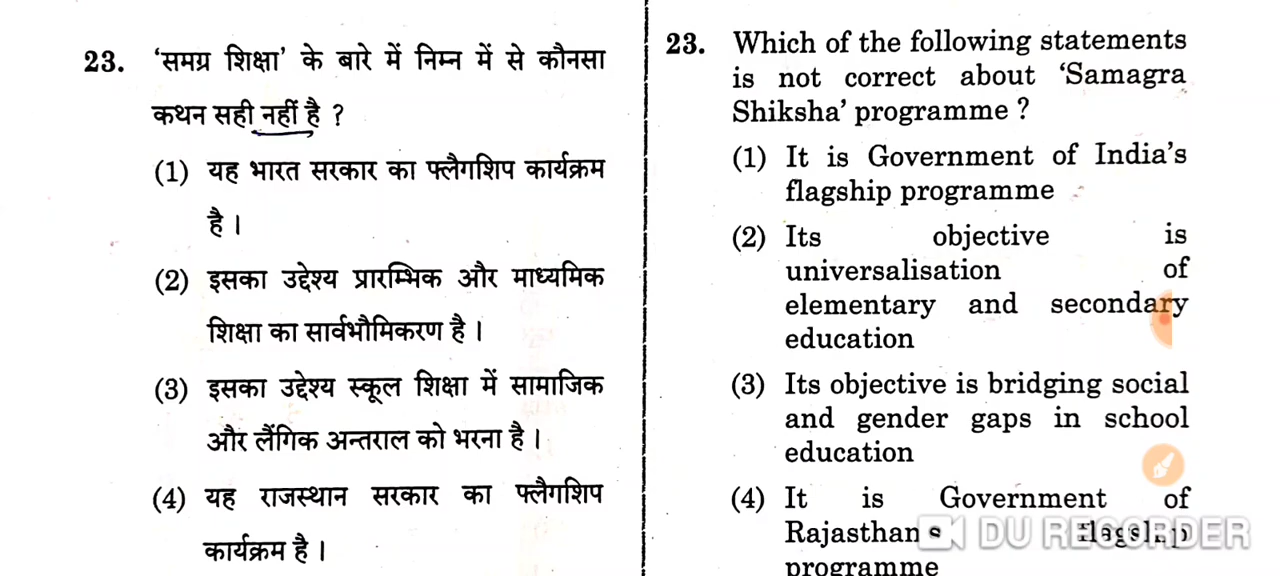 23. ‘समग्र शिक्षा’ के बारे में निम्न में से कौनसा
कथन सही नहीं है ?
(1) यह भारत सरकार का फ्लैगशिप कार्यक्रम
है ।
(2) इसका उद्देश्य प्रारम्भिक और माध्यमिक
शिक्षा का सार्वभौमिकरण है ।
(3) इसका उद्देश्य स्कूल शिक्षा में सामाजिक
और लैंगिक अन्तराल को भरना है ।
(4) यह राजस्थान सरकार का फ्लैगशिप
कार्यक्रम है ।
23. Which of the following statements
is not correct about ‘Samagra
Shiksha’ programme ?
(1) It is Government of India’s
flagship programme
(2) Its objective is
universalisation of
elementary and secondary
education
(3) Its objective is bridging social
and gender gaps in school
education
(4) It is Government of
Rajasthan flagship
programme
DU RECORDER